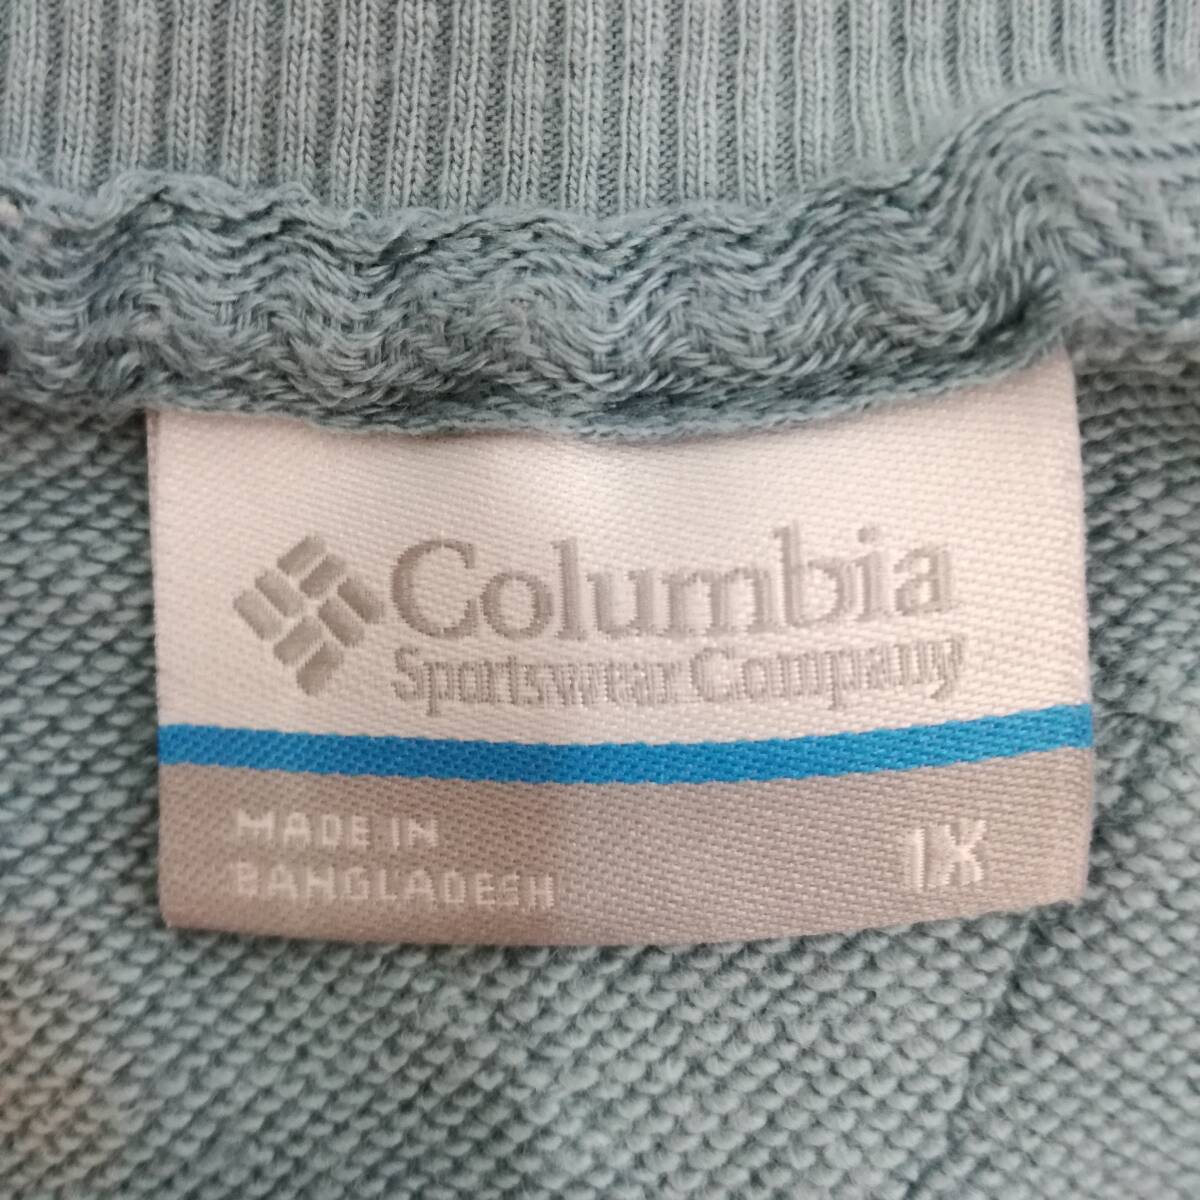 Columbia
Sportswear Company
MADE IN
BANGLADESH
1X